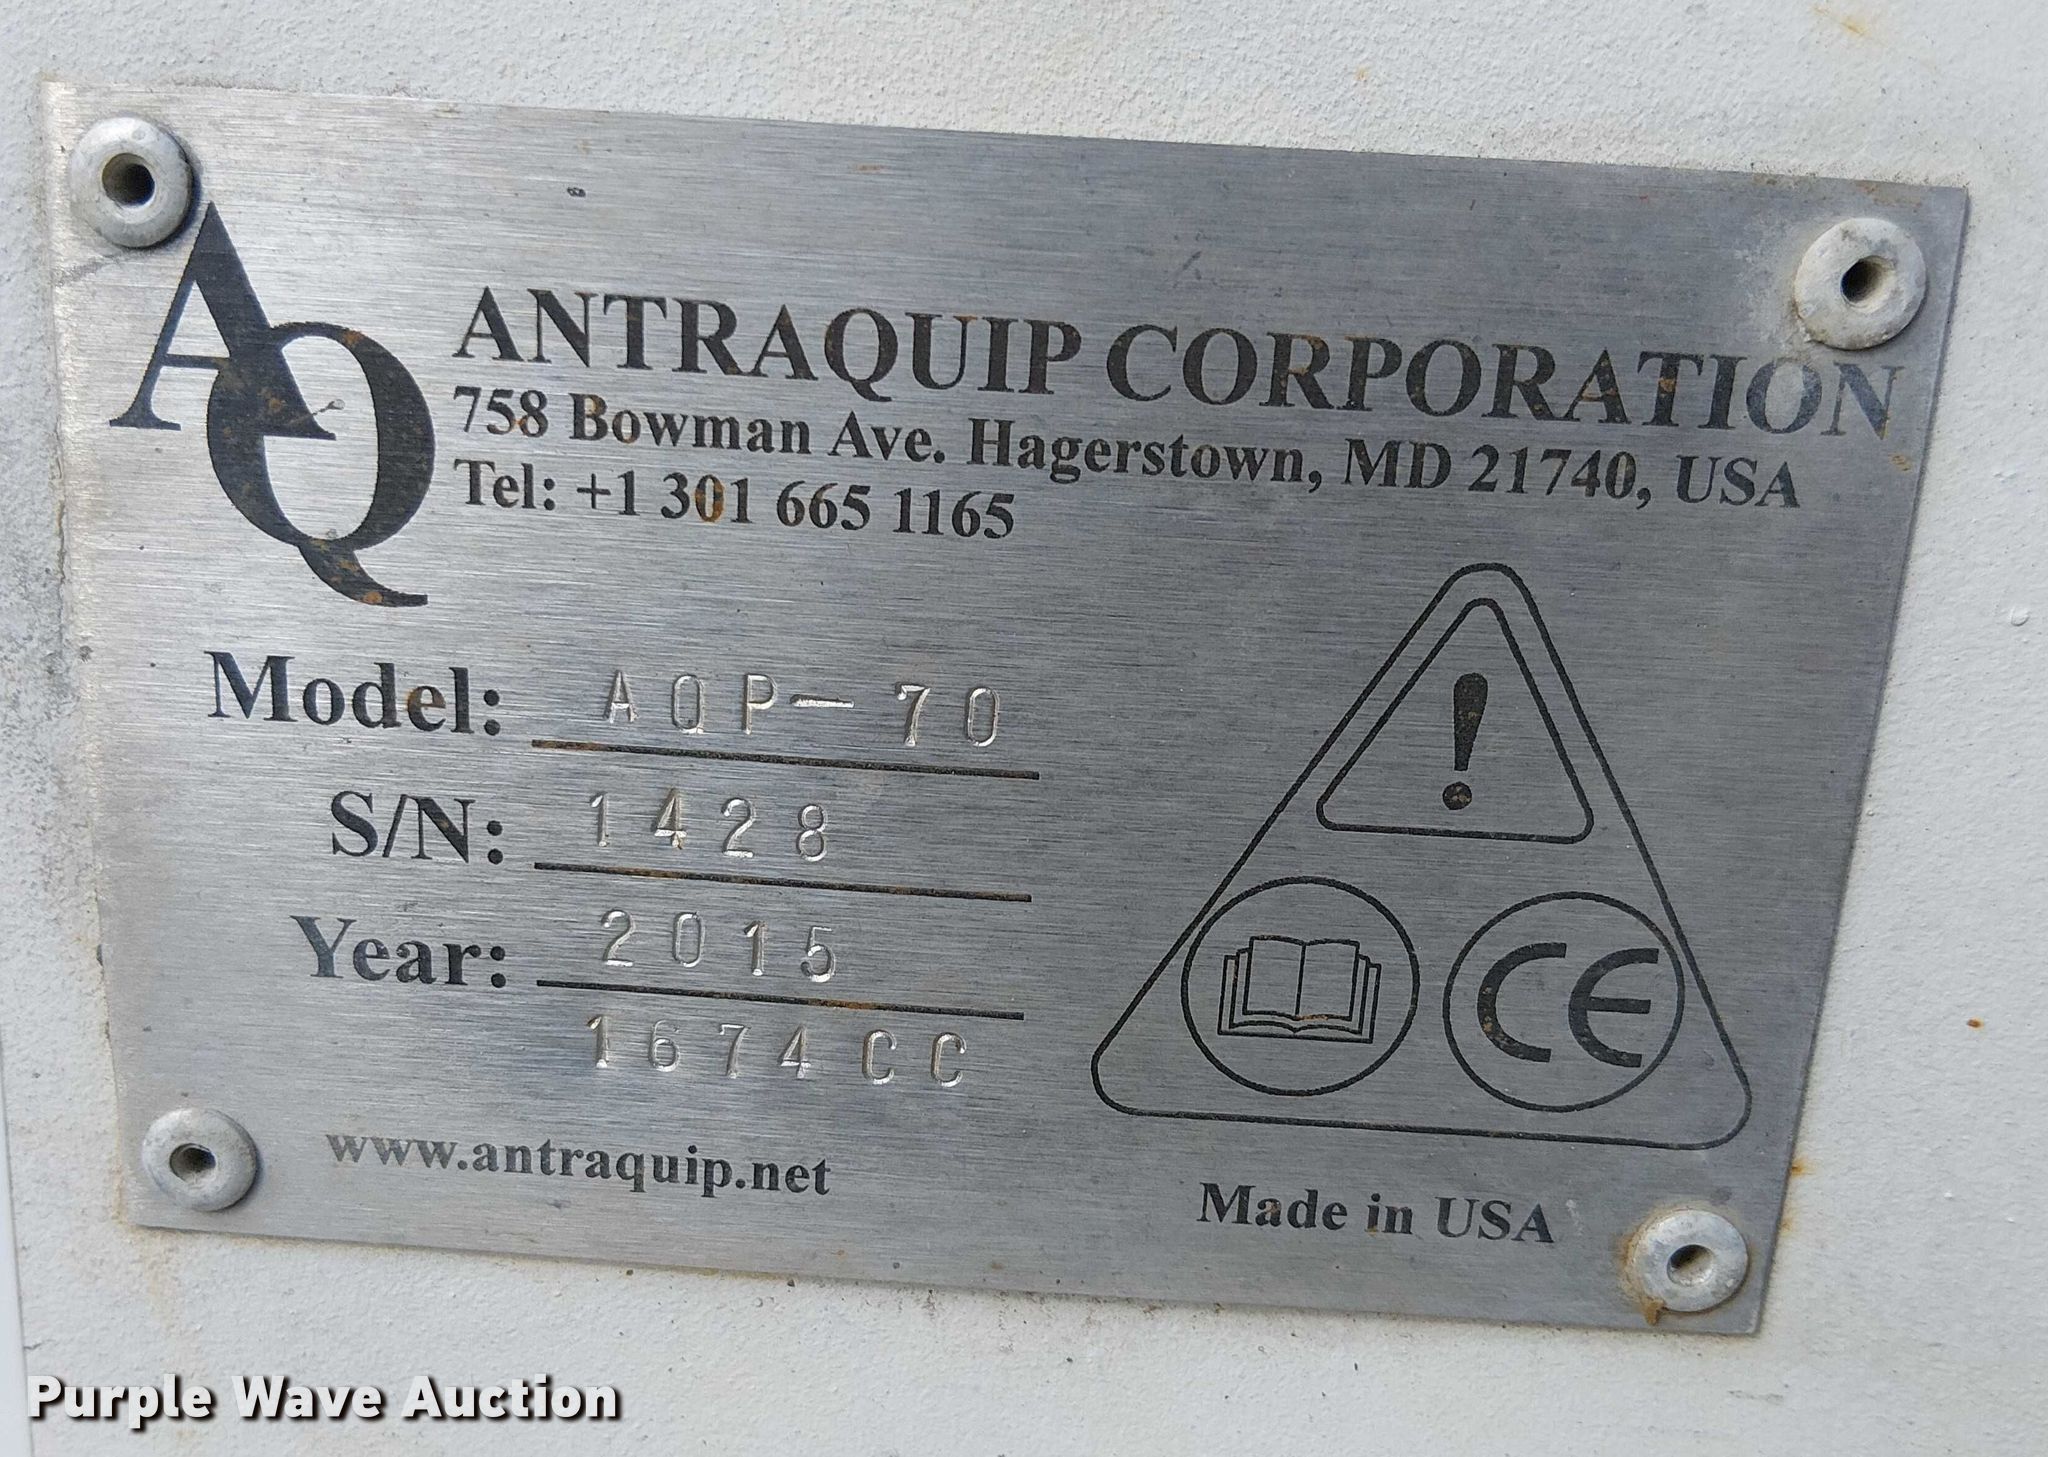 AQ
ANTRAQUIP CORPORATION
758 Bowman Ave. Hagerstown, MD 21740, USA
Tel: +1 301 665 1165
Model: AQP-70
S/N: 1428
Year: 2015
1674CC
!
CE
www.antraquip.net
Made in USA
Purple Wave Auction